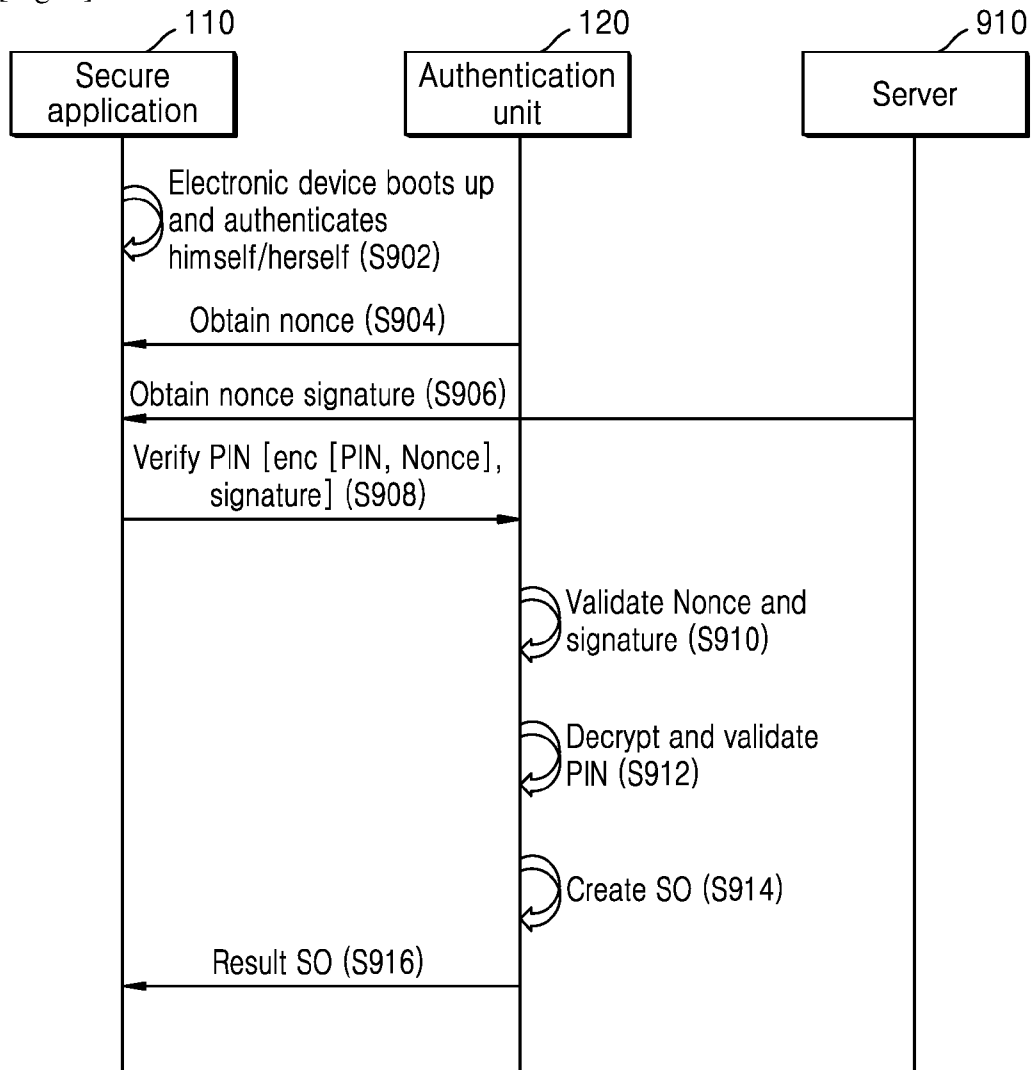 110
120
910
Secure
application
Authentication
unit
Server
Electronic device boots up
and authenticates
himself/herself (S902)
Obtain nonce (S904)
Obtain nonce signature (S906)
Verify PIN [enc [PIN, Nonce],
signature] (S908)
Validate Nonce and
signature (S910)
Decrypt and validate
PIN (S912)
Create SO (S914)
Result SO (S916)